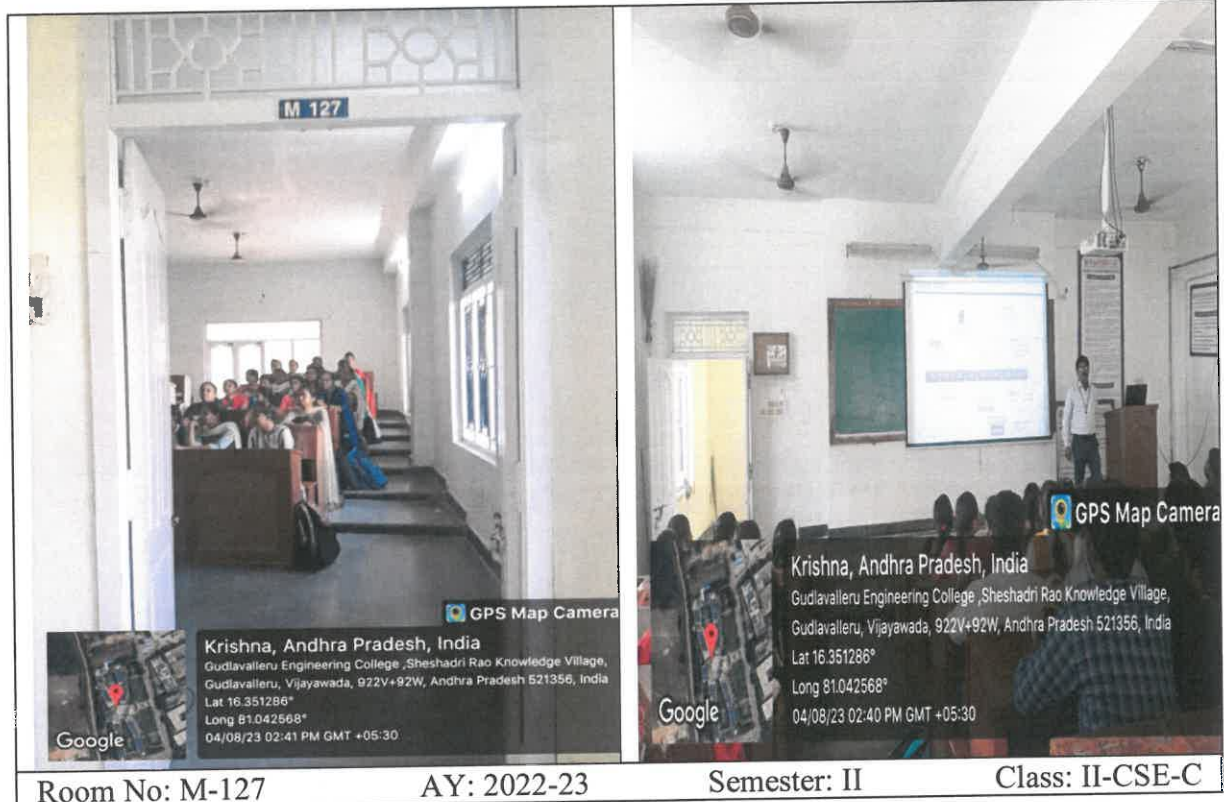 M 127
GPS Map Camera
Krishna, Andhra Pradesh, India
Gudlavalleru Engineering College ,Sheshadri Rao Knowledge Village,
Gudlavalleru, Vijayawada, 922V+92W, Andhra Pradesh 521356, India
Lat 16.351286°
Long 81.042568°
04/08/23 02:41 PM GMT +05:30
Google
GPS Map Camera
Krishna, Andhra Pradesh, India
Gudlavalleru Engineering College ,Sheshadri Rao Knowledge Village,
Gudlavalleru, Vijayawada, 922V+92W, Andhra Pradesh 521356, India
Lat 16.351286°
Long 81.042568°
04/08/23 02:40 PM GMT +05:30
Google
Room No: M-127 AY: 2022-23 Semester: II Class: II-CSE-C